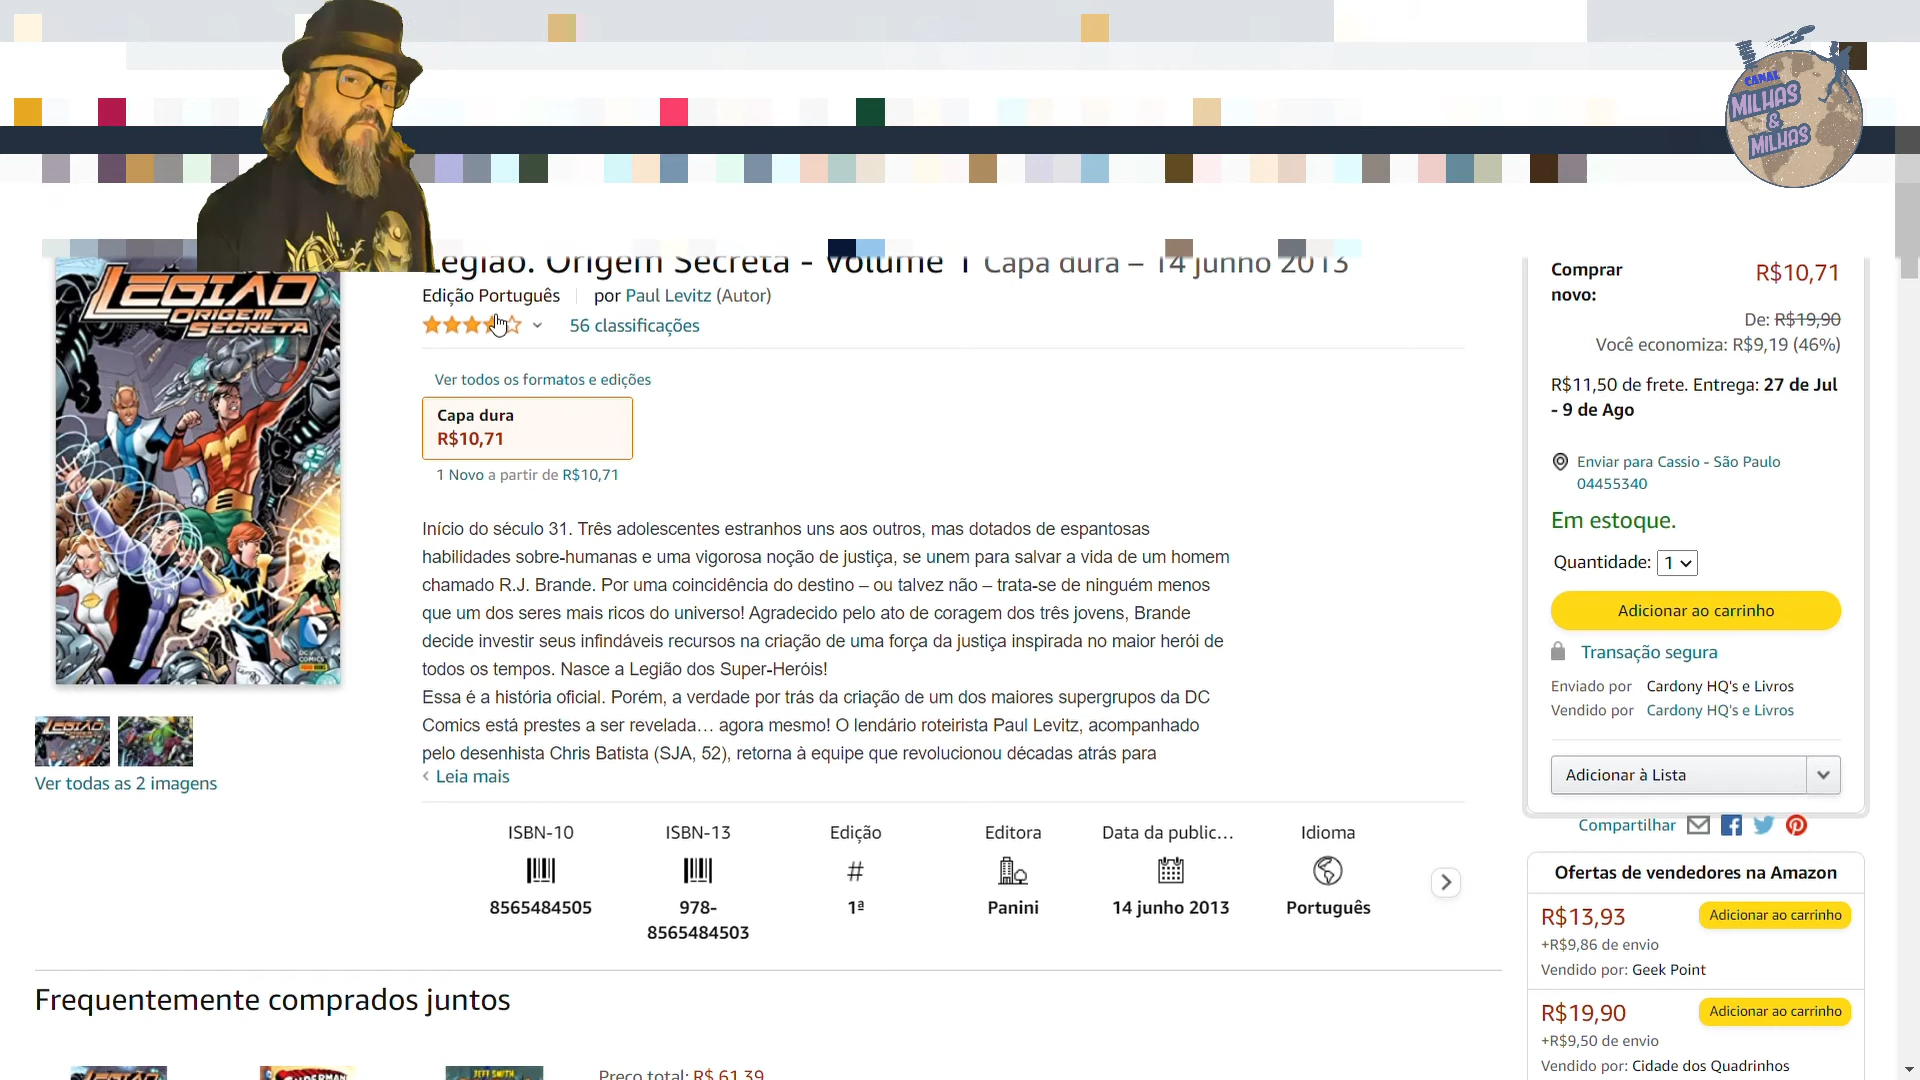 CANAL
MILHAS
&
MILHAS
Legião. Origem Secreta - Volume 1 Capa dura – 14 junho 2013
Edição Português
por Paul Levitz (Autor)
56 classificações
LEGIÃO
ORIGEM
SECRETA
DC
COMICS
Ver todos os formatos e edições
Capa dura
R$10,71
1 Novo a partir de R$10,71
Início do século 31. Três adolescentes estranhos uns aos outros, mas dotados de espantosas
habilidades sobre-humanas e uma vigorosa noção de justiça, se unem para salvar a vida de um homem
chamado R.J. Brande. Por uma coincidência do destino – ou talvez não – trata-se de ninguém menos
que um dos seres mais ricos do universo! Agradecido pelo ato de coragem dos três jovens, Brande
decide investir seus infindáveis recursos na criação de uma força da justiça inspirada no maior herói de
todos os tempos. Nasce a Legião dos Super-Heróis!
Essa é a história oficial. Porém, a verdade por trás da criação de um dos maiores supergrupos da DC
Comics está prestes a ser revelada… agora mesmo! O lendário roteirista Paul Levitz, acompanhado
pelo desenhista Chris Batista (SJA, 52), retorna à equipe que revolucionou décadas atrás para
Leia mais
LEGIÃO
Ver todas as 2 imagens
ISBN-10
8565484505
ISBN-13
978-
8565484503
Edição
#
1ª
Editora
Panini
Data da public…
14 junho 2013
Idioma
Português
Frequentemente comprados juntos
LEGIÃO
SUPERMAN
JEFF SMITH
Preço total: R$ 61,39
Comprar
novo:
R$10,71
De: R$19,90
Você economiza: R$9,19 (46%)
R$11,50 de frete. Entrega: 27 de Jul
- 9 de Ago
Enviar para Cassio - São Paulo
04455340
Em estoque.
Quantidade: 1
Adicionar ao carrinho
Transação segura
Enviado por Cardony HQ's e Livros
Vendido por Cardony HQ's e Livros
Adicionar à Lista
Compartilhar
Ofertas de vendedores na Amazon
R$13,93
Adicionar ao carrinho
+R$9,86 de envio
Vendido por: Geek Point
R$19,90
Adicionar ao carrinho
+R$9,50 de envio
Vendido por: Cidade dos Quadrinhos